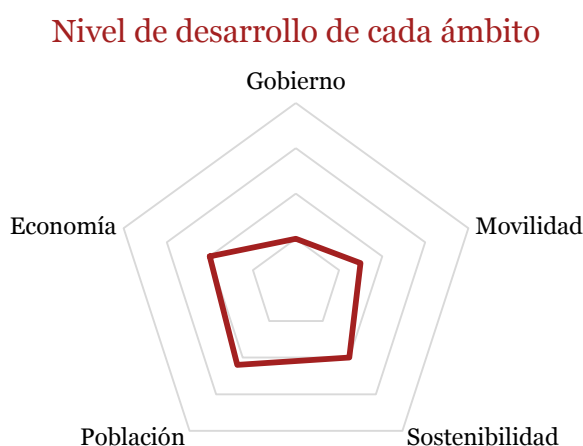 Nivel de desarrollo de cada ámbito
Gobierno
Economía
Movilidad
Población
Sostenibilidad